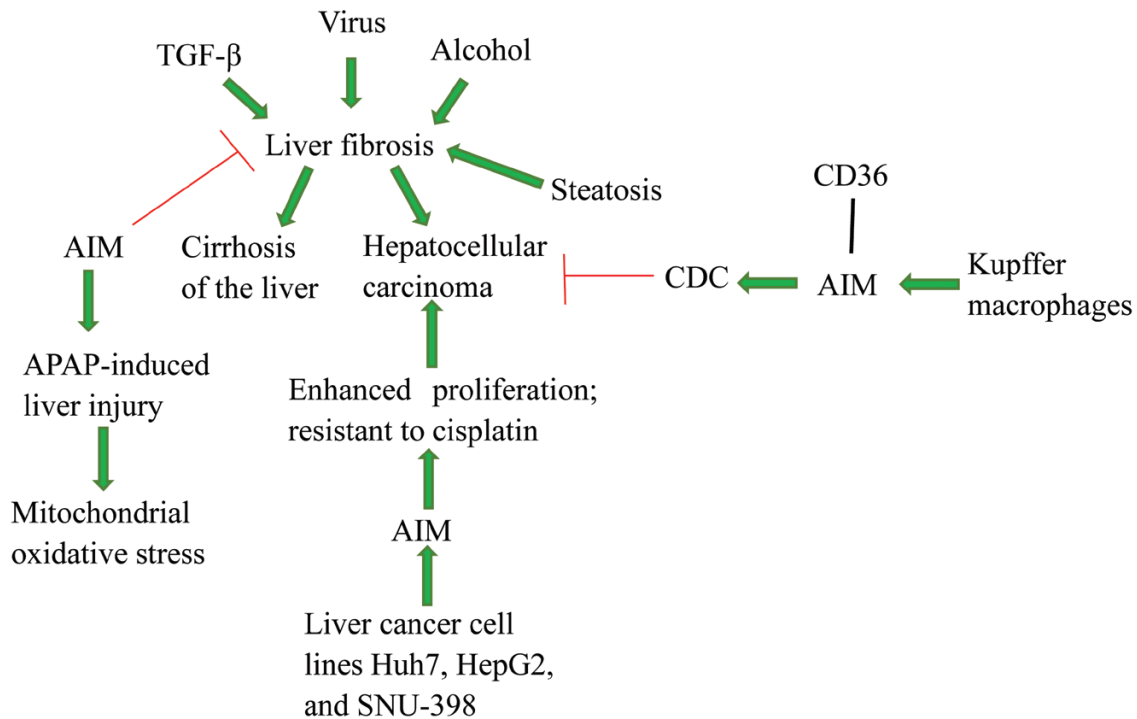 Virus
TGF-β
Alcohol
Liver fibrosis
Steatosis
CD36
AIM
Cirrhosis
of the liver
Hepatocellular
carcinoma
CDC
AIM
Kupffer
macrophages
APAP-induced
liver injury
Enhanced proliferation;
resistant to cisplatin
Mitochondrial
oxidative stress
AIM
Liver cancer cell
lines Huh7, HepG2,
and SNU-398